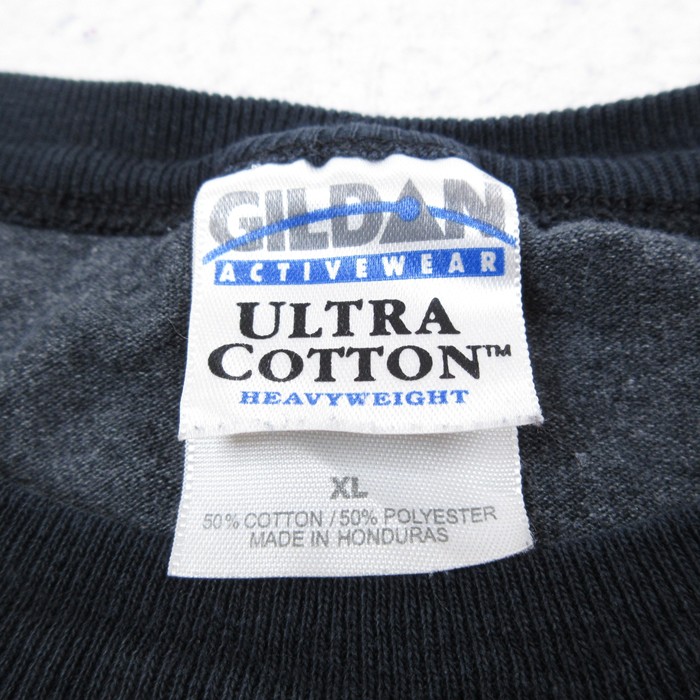 GILDAN
ACTIVEWEAR
ULTRA
COTTON™
HEAVYWEIGHT
XL
50% COTTON / 50% POLYESTER
MADE IN HONDURAS